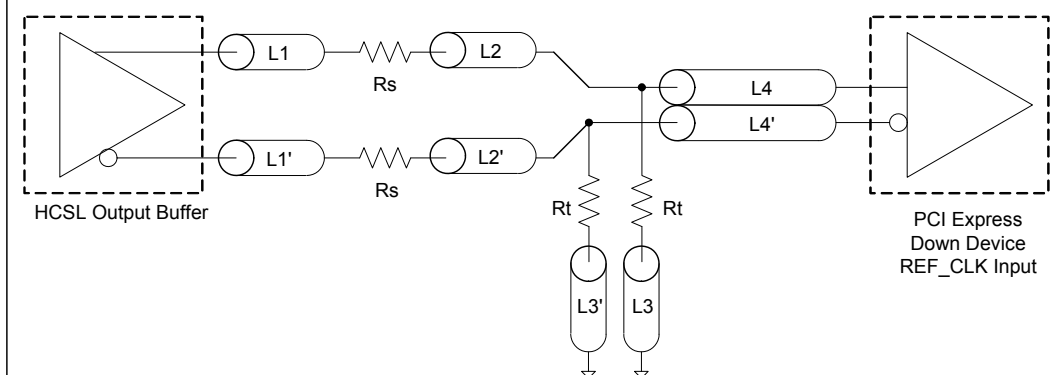 L1
Rs
L2
L4
L4'
L1'
Rs
L2'
HCSL Output Buffer
Rt
Rt
L3'
L3
PCI Express
Down Device
REF_CLK Input